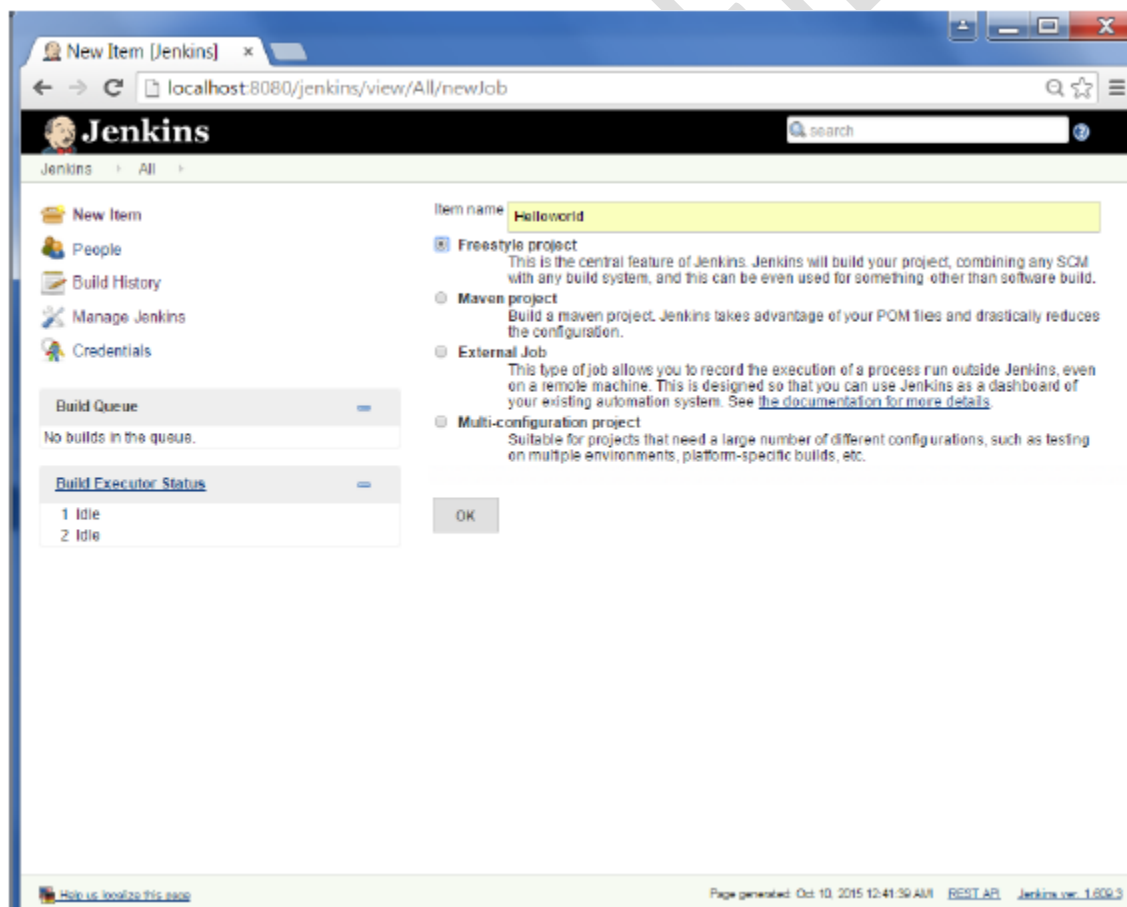 New Item [Jenkins]
localhost:8080/jenkins/view/All/newJob
Jenkins
search
Jenkins
All
New Item
People
Build History
Manage Jenkins
Credentials
Build Queue
No builds in the queue.
Build Executor Status
1 Idle
2 Idle
Item name Helloworld
Freestyle project
This is the central feature of Jenkins. Jenkins will build your project, combining any SCM
with any build system, and this can be even used for something other than software build.
Maven project
Build a maven project. Jenkins takes advantage of your POM files and drastically reduces
the configuration.
External Job
This type of job allows you to record the execution of a process run outside Jenkins, even
on a remote machine. This is designed so that you can use Jenkins as a dashboard of
your existing automation system. See the documentation for more details.
Multi-configuration project
Suitable for projects that need a large number of different configurations, such as testing
on multiple environments, platform-specific builds, etc.
OK
Help us localize this page
Page generated: Oct 10, 2015 12:41:39 AM REST API Jenkins ver. 1.609.3